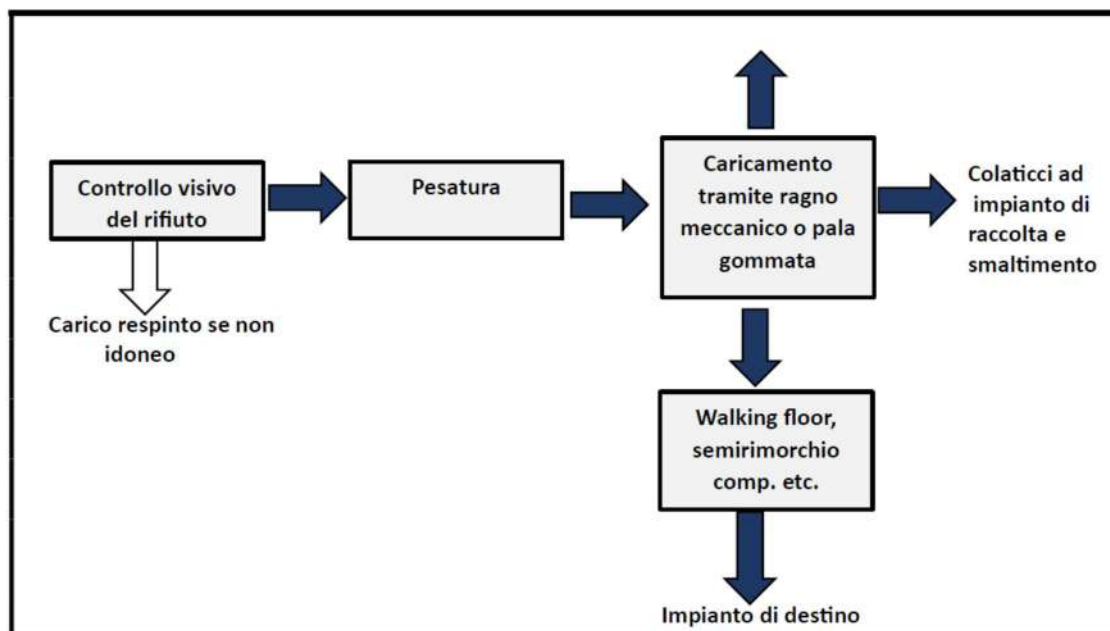 Controllo visivo
del rifiuto
Pesatura
Caricamento
tramite ragno
meccanico o pala
gommata
Colaticci ad
impianto di
raccolta e
smaltimento
Carico respinto se non
idoneo
Walking floor,
semirimorchio
comp. etc.
Impianto di destino